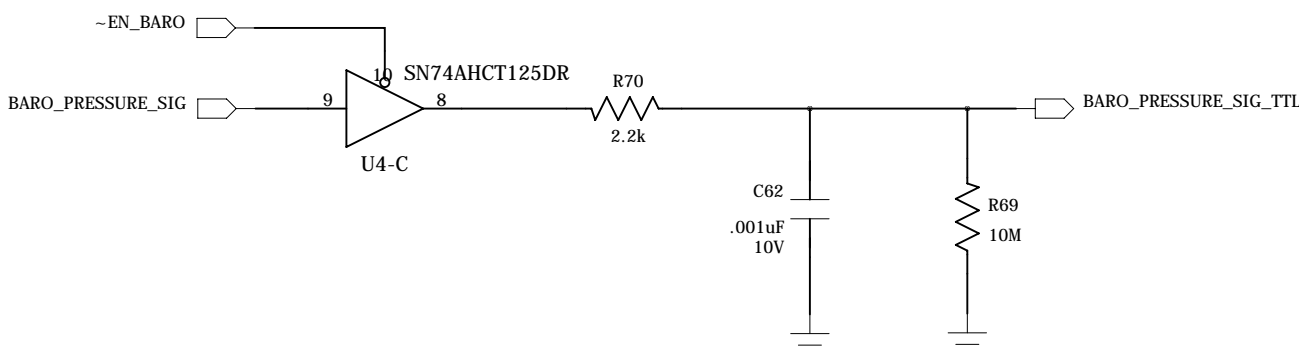 ~EN_BARO
10 SN74AHCT125DR
R70
BARO_PRESSURE_SIG
9
8
BARO_PRESSURE_SIG_TTL
2.2k
U4-C
C62
R69
.001uF
10M
10V